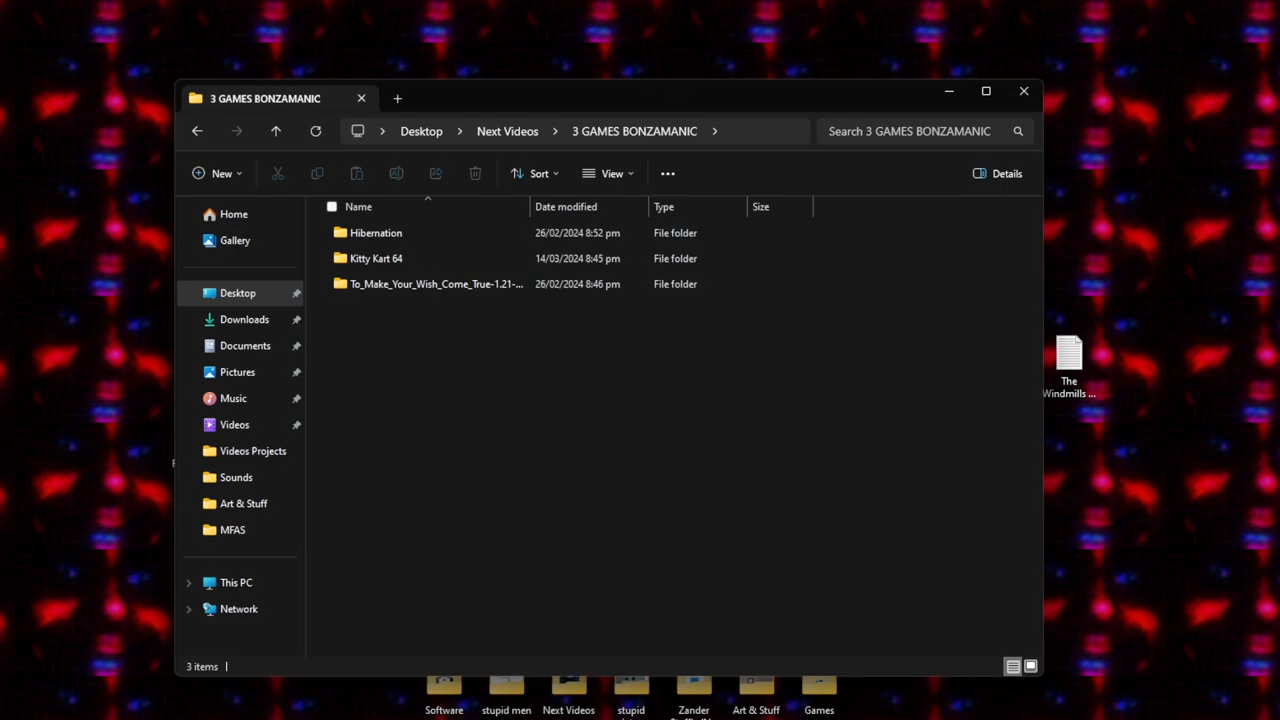 3 GAMES BONZAMANIC
Desktop Next Videos 3 GAMES BONZAMANIC
Search 3 GAMES BONZAMANIC
New Sort View Details
Name Date modified Type Size
Hibernation 26/02/2024 8:52 pm File folder
Kitty Kart 64 14/03/2024 8:45 pm File folder
To_Make_Your_Wish_Come_True-1.21-... 26/02/2024 8:46 pm File folder
Home
Gallery
Desktop
Downloads
Documents
Pictures
Music
Videos
Videos Projects
Sounds
Art & Stuff
MFAS
This PC
Network
3 items
The
Windmills ...
Software stupid men Next Videos stupid Zander Art & Stuff Games